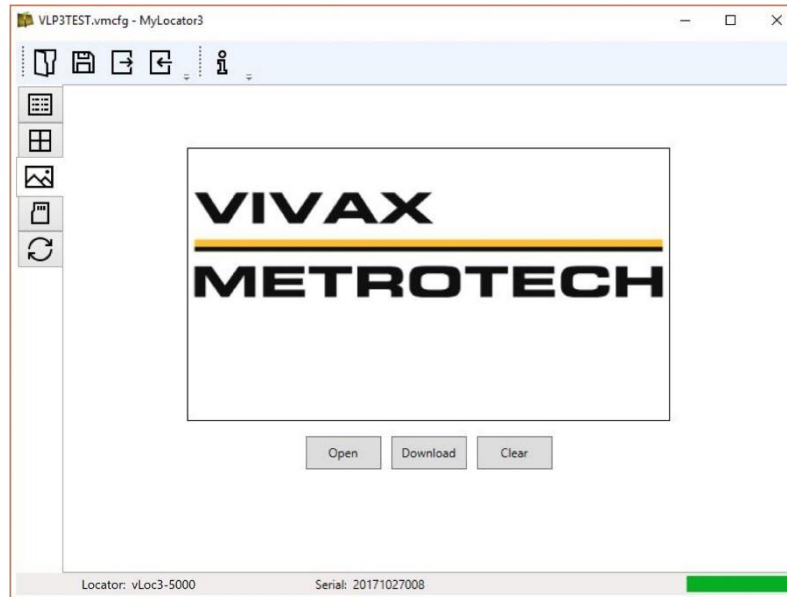 VLP3TEST.vmcfg - MyLocator3
VIVAX
METROTECH
Open Download Clear
Locator: vLoc3-5000 Serial: 20171027008